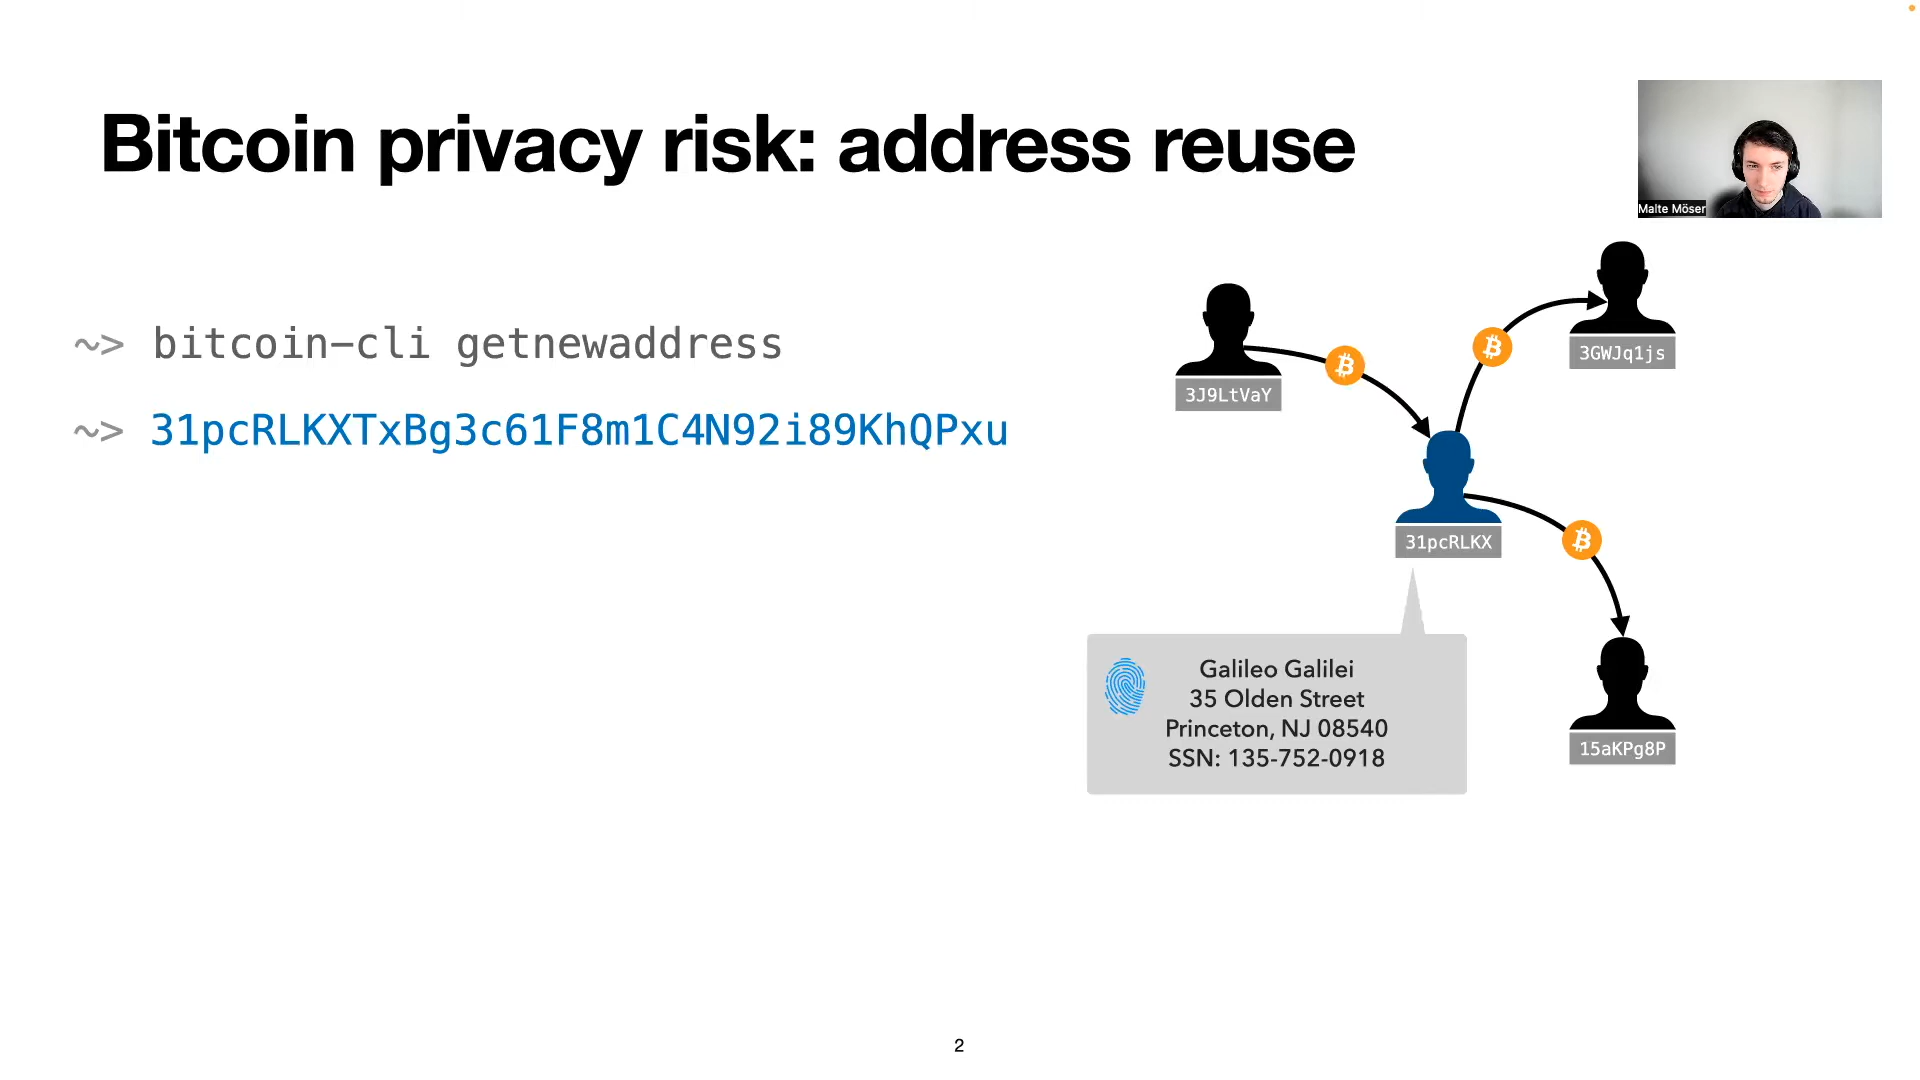 Bitcoin privacy risk: address reuse
Malte Möser
~> bitcoin-cli getnewaddress
~> 31pcRLKXTxBg3c61F8m1C4N92i89KhQPxu
3J9LtVaY
3GWJq1js
31pcRLKX
Galileo Galilei
35 Olden Street
Princeton, NJ 08540
SSN: 135-752-0918
15aKPg8P
2